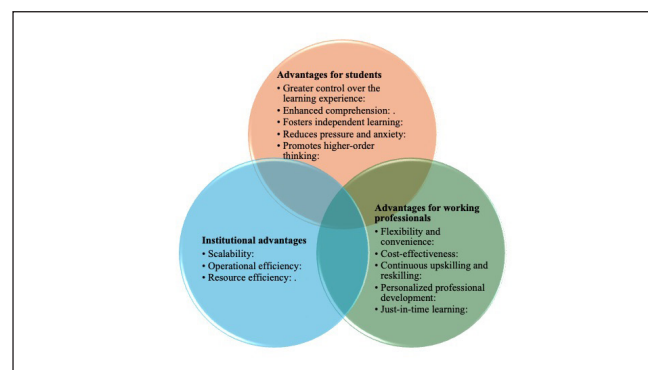 Advantages for students
• Greater control over the
learning experience:
• Enhanced comprehension: .
• Fosters independent learning:
• Reduces pressure and anxiety:
• Promotes higher-order
thinking:
Institutional advantages
• Scalability:
• Operational efficiency:
• Resource efficiency: .
Advantages for working
professionals
• Flexibility and
convenience:
• Cost-effectiveness:
• Continuous upskilling and
reskilling:
• Personalized professional
development:
• Just-in-time learning: